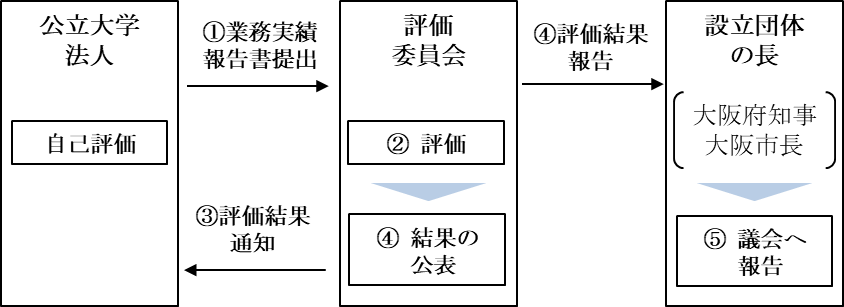 公立大学
法人
自己評価
①業務実績
報告書提出
③評価結果
通知
評価
委員会
② 評価
④ 結果の
公表
④評価結果
報告
設立団体
の長
大阪府知事
大阪市長
⑤ 議会へ
報告